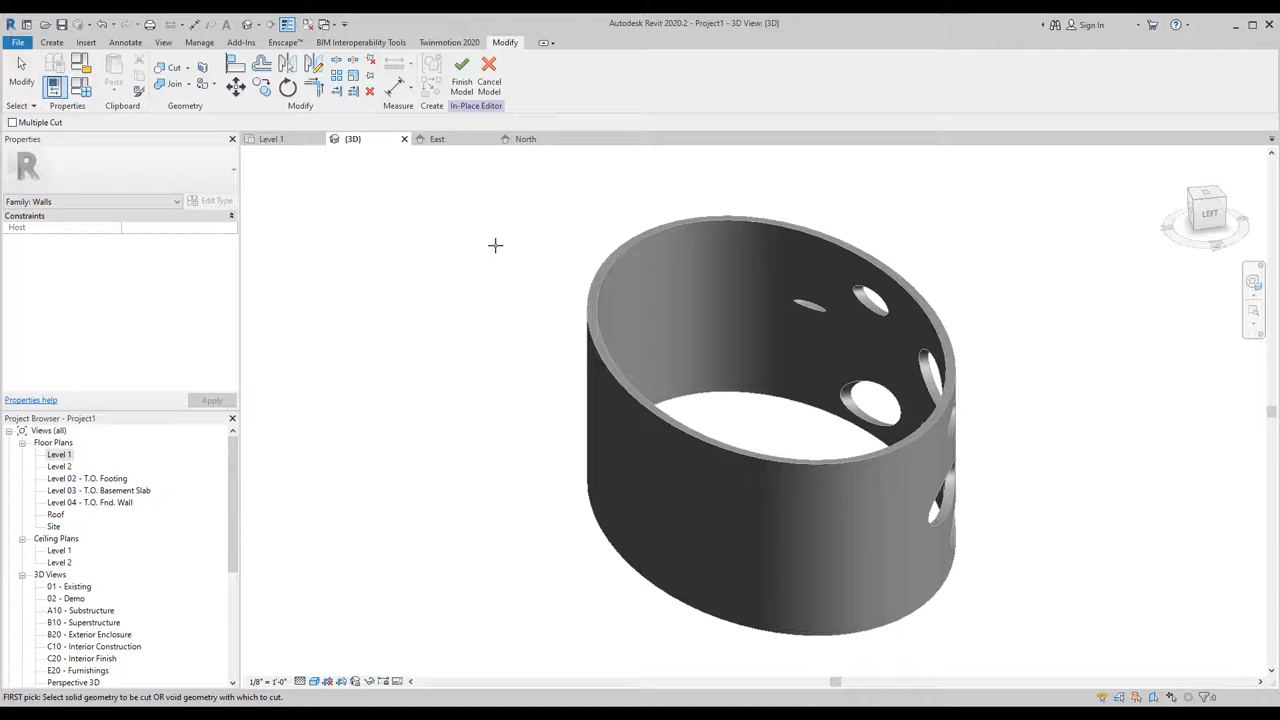 Autodesk Revit 2020.2 - Project1 - 3D View: {3D}
Sign In
File Create Insert Annotate View Manage Add-Ins Enscape™ BIM Interoperability Tools Twinmotion 2020 Modify
Modify
Paste
Cut
Join
Finish Model
Cancel Model
Select Properties Clipboard Geometry Modify Measure Create In-Place Editor
Multiple Cut
Properties
Level 1 {3D} East North
R
Family: Walls
Edit Type
Constraints
Host
LEFT
Properties help
Apply
Project Browser - Project1
Views (all)
Floor Plans
Level 1
Level 2
Level 02 - T.O. Footing
Level 03 - T.O. Basement Slab
Level 04 - T.O. Fnd. Wall
Roof
Site
Ceiling Plans
Level 1
Level 2
3D Views
01 - Existing
02 - Demo
A10 - Substructure
B10 - Superstructure
B20 - Exterior Enclosure
C10 - Interior Construction
C20 - Interior Finish
E20 - Furnishings
Perspective 3D
1/8" = 1'-0"
FIRST pick: Select solid geometry to be cut OR void geometry with which to cut.
:0